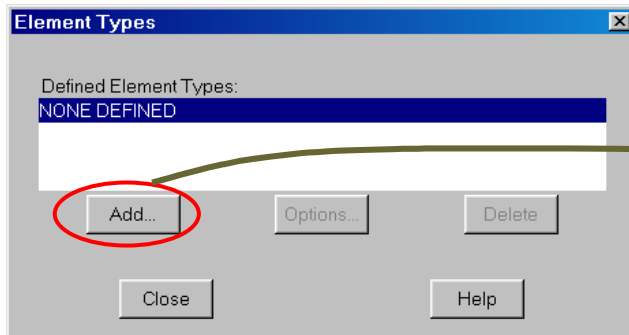 Element Types
Defined Element Types:
NONE DEFINED
Add... Options... Delete
Close Help